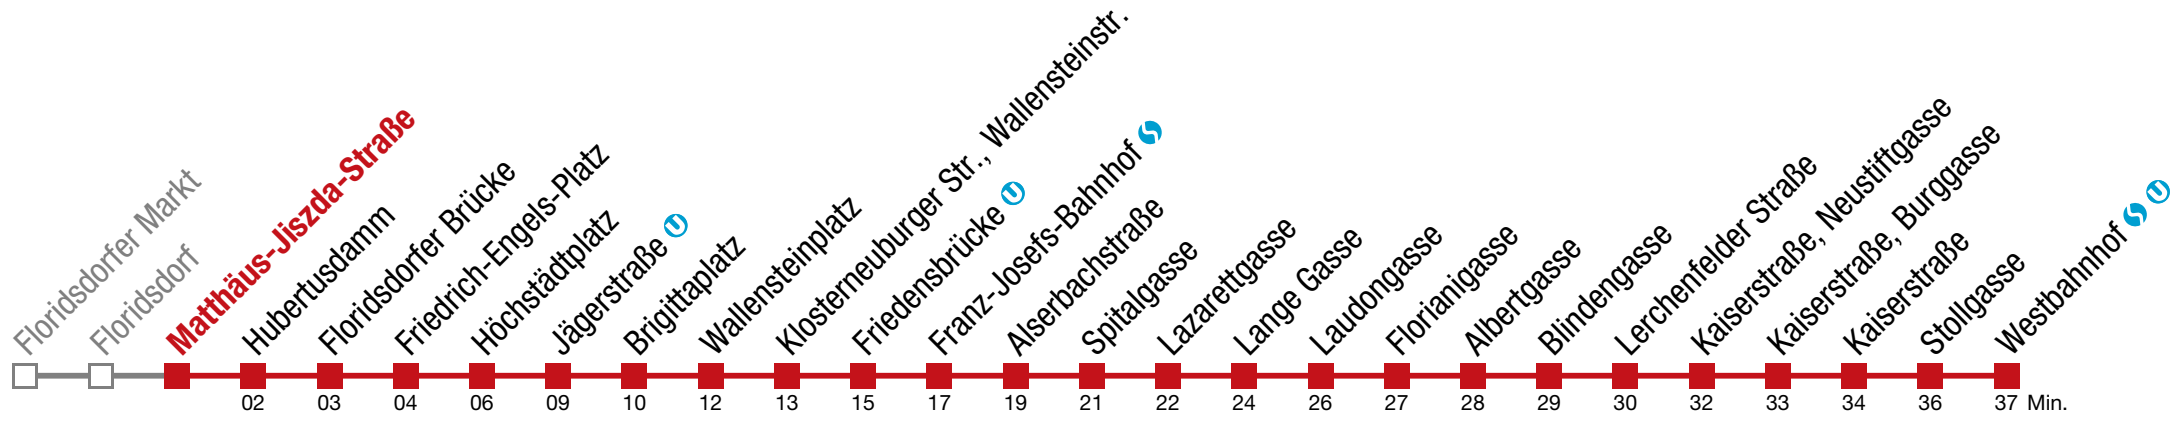 Floridsdorfer Markt
Floridsdorf
Matthäus-Jiszda-Straße
Hubertusdamm
Floridsdorfer Brücke
Friedrich-Engels-Platz
Höchstädtplatz
Jägerstraße U
Brigittaplatz
Wallensteinplatz
Klosterneuburger Str., Wallensteinstr.
Friedensbrücke U
Franz-Josefs-Bahnhof S
Alserbachstraße
Spitalgasse
Lazarettgasse
Lange Gasse
Laudongasse
Florianigasse
Albertgasse
Blindengasse
Lerchenfelder Straße
Kaiserstraße, Neustiftgasse
Kaiserstraße, Burggasse
Kaiserstraße
Stollgasse
Westbahnhof S U
02 03 04 06 09 10 12 13 15 17 19 21 22 24 26 27 28 29 30 32 33 34 36 37 Min.